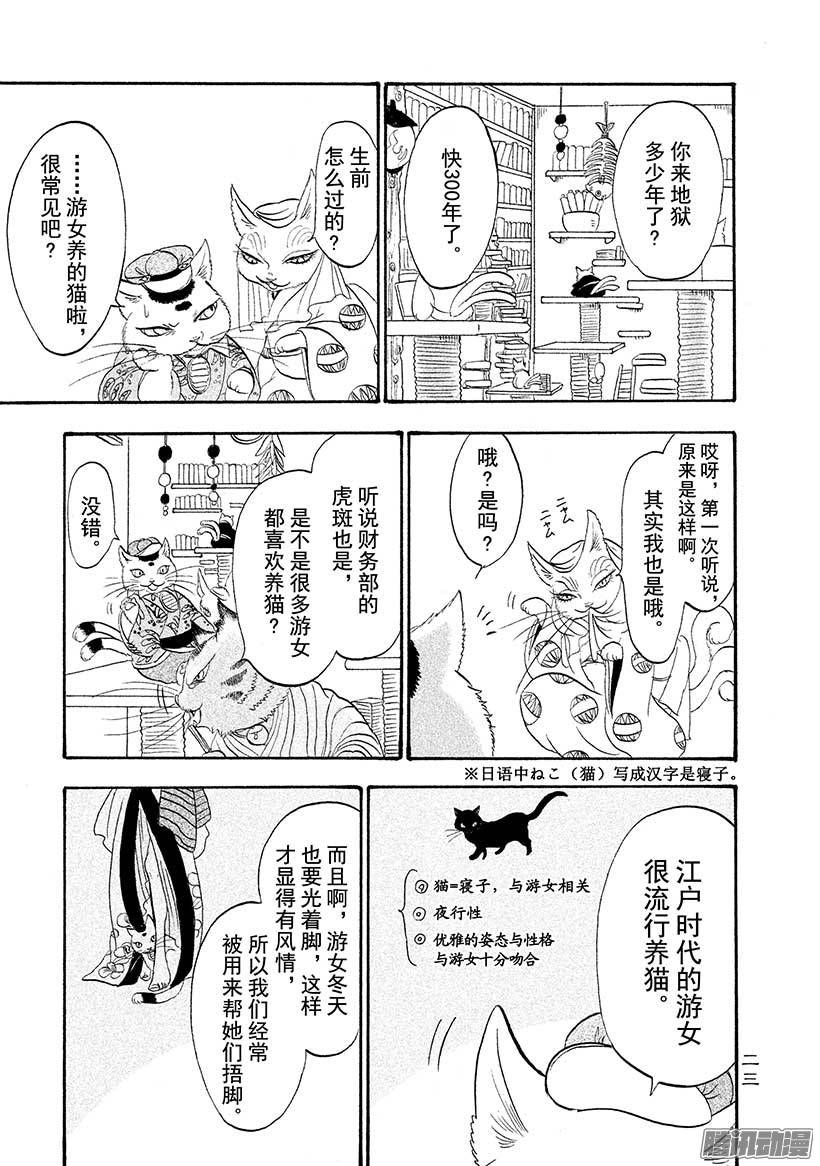 你来地狱
多少年了？
快300年了。
生前
怎么过的？
……游女养的猫啦，
很常见吧？
哎呀，第一次听说，
原来是这样啊。
其实我也是哦。
哦？是吗？
听说财务部的
虎斑也是，
是不是很多游女
都喜欢养猫？
没错。
※日语中ねこ（猫）写成汉字是寝子。
江户时代的游女
很流行养猫。
◎猫=寝子，与游女相关
◎夜行性
◎优雅的姿态与性格
与游女十分吻合
而且啊，游女冬天
也要光着脚，这样
才显得有风情，
所以我们经常
被用来帮她们捂脚。
二三
腾讯动漫